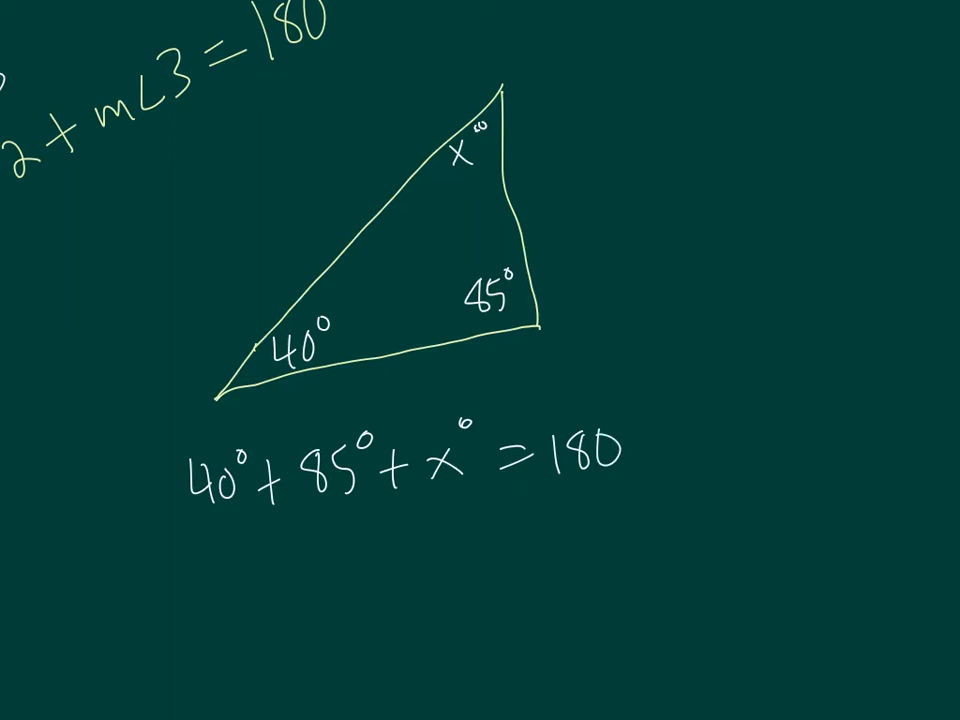 2 + m∠3 = 180
x°
85°
40°
40° + 85° + x° = 180